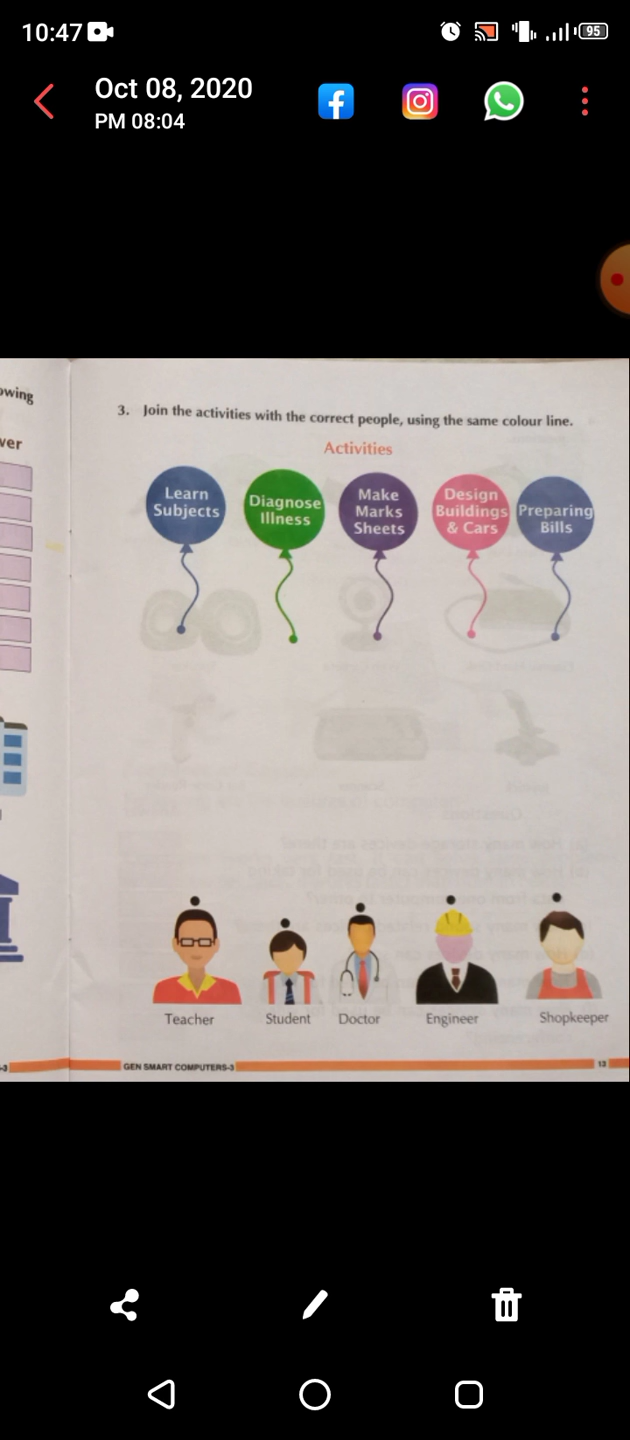 10:47
95
Oct 08, 2020
PM 08:04
owing
ver
3. Join the activities with the correct people, using the same colour line.
Activities
Learn
Subjects
Diagnose
Illness
Make
Marks
Sheets
Design
Buildings
& Cars
Preparing
Bills
Teacher
Student
Doctor
Engineer
Shopkeeper
-3
GEN SMART COMPUTERS-3
13